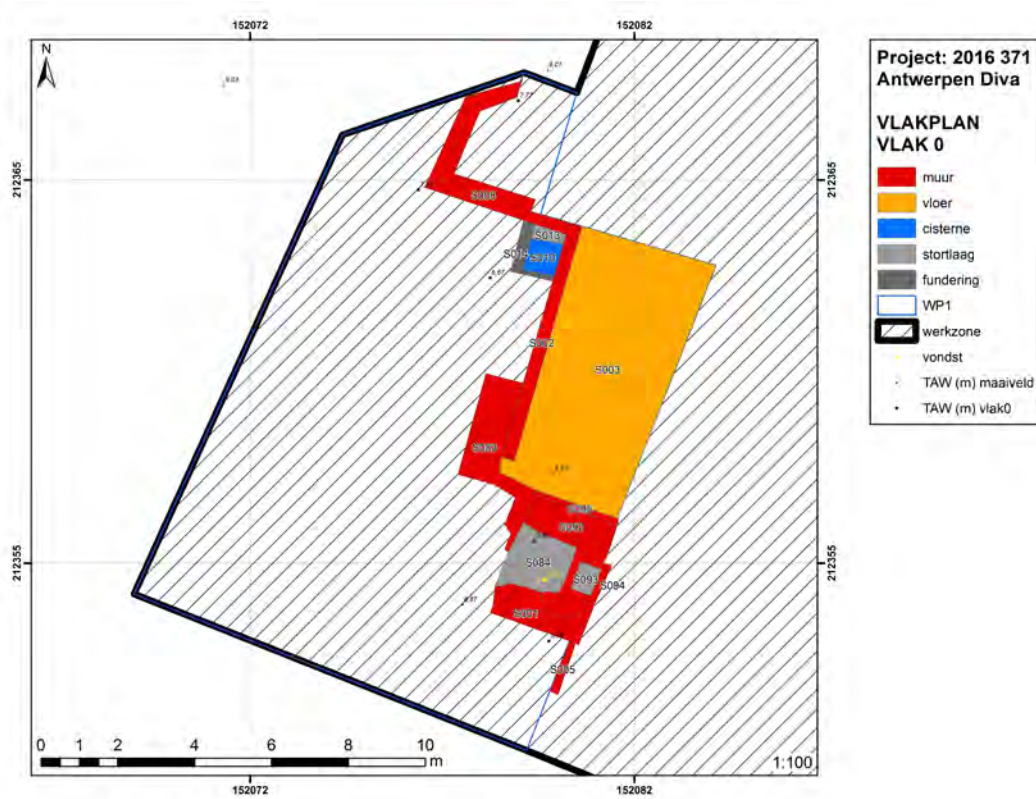 152072
152082
N
212365
212365
S013
S010
S003
S084
S093
S094
S091
212355
212355
0 1 2 4 6 8 10
m
1:100
152072
152082
Project: 2016 371
Antwerpen Diva
VLAKPLAN
VLAK 0
muur
vloer
cisterne
stortlaag
fundering
WP1
werkzone
vondst
TAW (m) maaiveld
TAW (m) vlak0